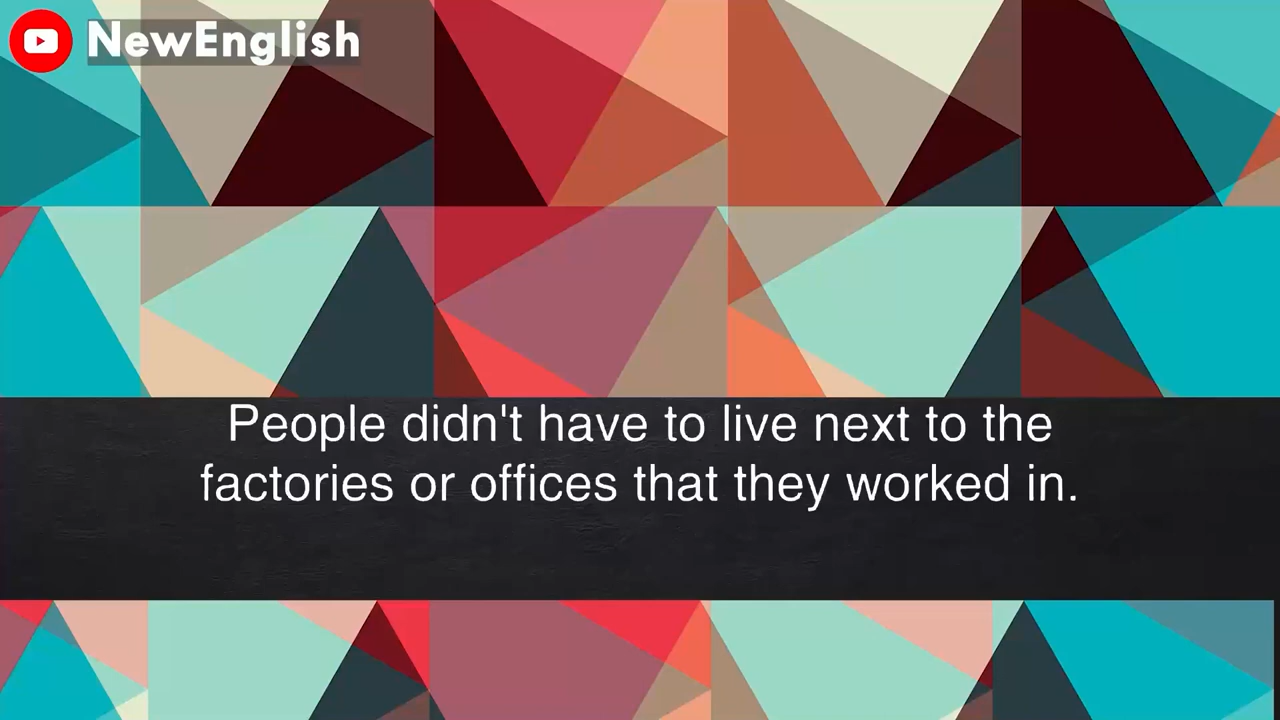 NewEnglish
People didn't have to live next to the
factories or offices that they worked in.